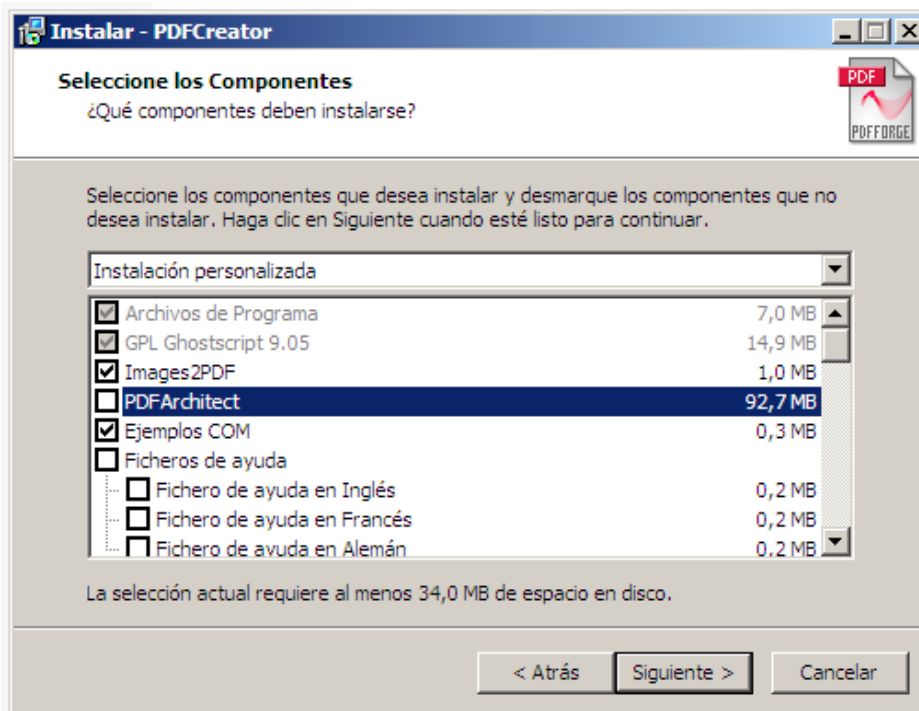 Instalar - PDFCreator
Seleccione los Componentes
¿Qué componentes deben instalarse?
PDF
PDFFORGE
Seleccione los componentes que desea instalar y desmarque los componentes que no
desea instalar. Haga clic en Siguiente cuando esté listo para continuar.
Instalación personalizada
Archivos de Programa 7,0 MB
GPL Ghostscript 9.05 14,9 MB
Images2PDF 1,0 MB
PDFArchitect 92,7 MB
Ejemplos COM 0,3 MB
Ficheros de ayuda
Fichero de ayuda en Inglés 0,2 MB
Fichero de ayuda en Francés 0,2 MB
Fichero de ayuda en Alemán 0,2 MB
La selección actual requiere al menos 34,0 MB de espacio en disco.
< Atrás Siguiente > Cancelar